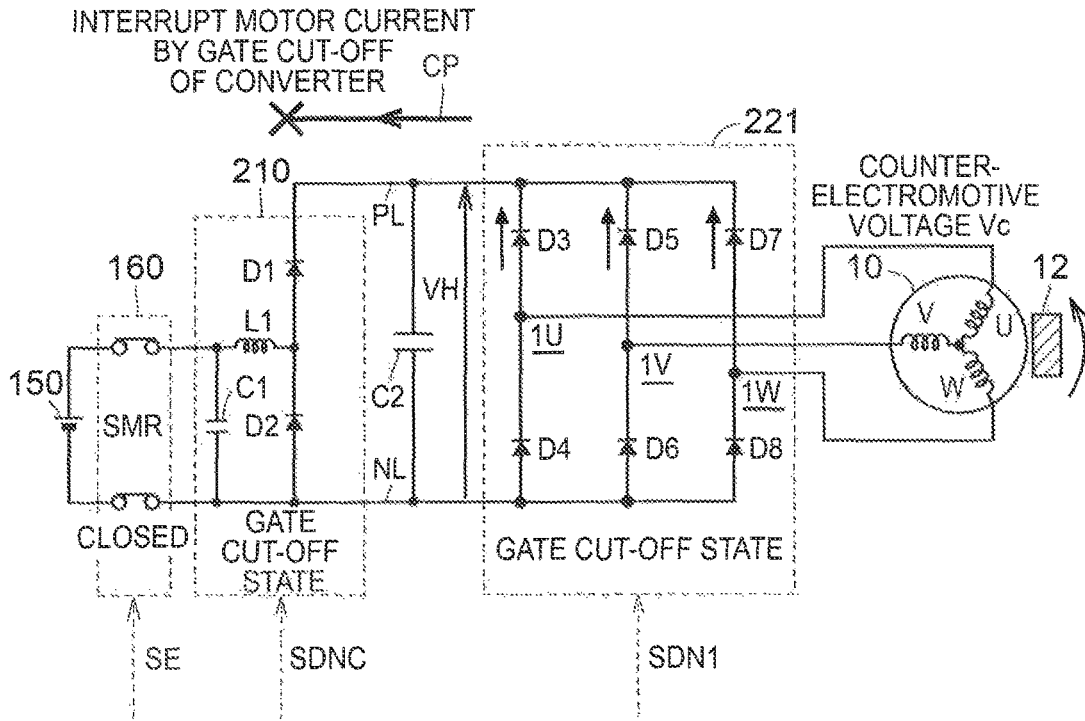 INTERRUPT MOTOR CURRENT
BY GATE CUT-OFF
OF CONVERTER
CP
221
210
COUNTER-
ELECTROMOTIVE
VOLTAGE Vc
PL
D3
D5
D7
160
D1
VH
10
12
L1
V
U
1U
150
C1
C2
1V
W
SMR
D2
1W
NL
D4
D6
D8
CLOSED
GATE
CUT-OFF
STATE
GATE CUT-OFF STATE
SE
SDNC
SDN1